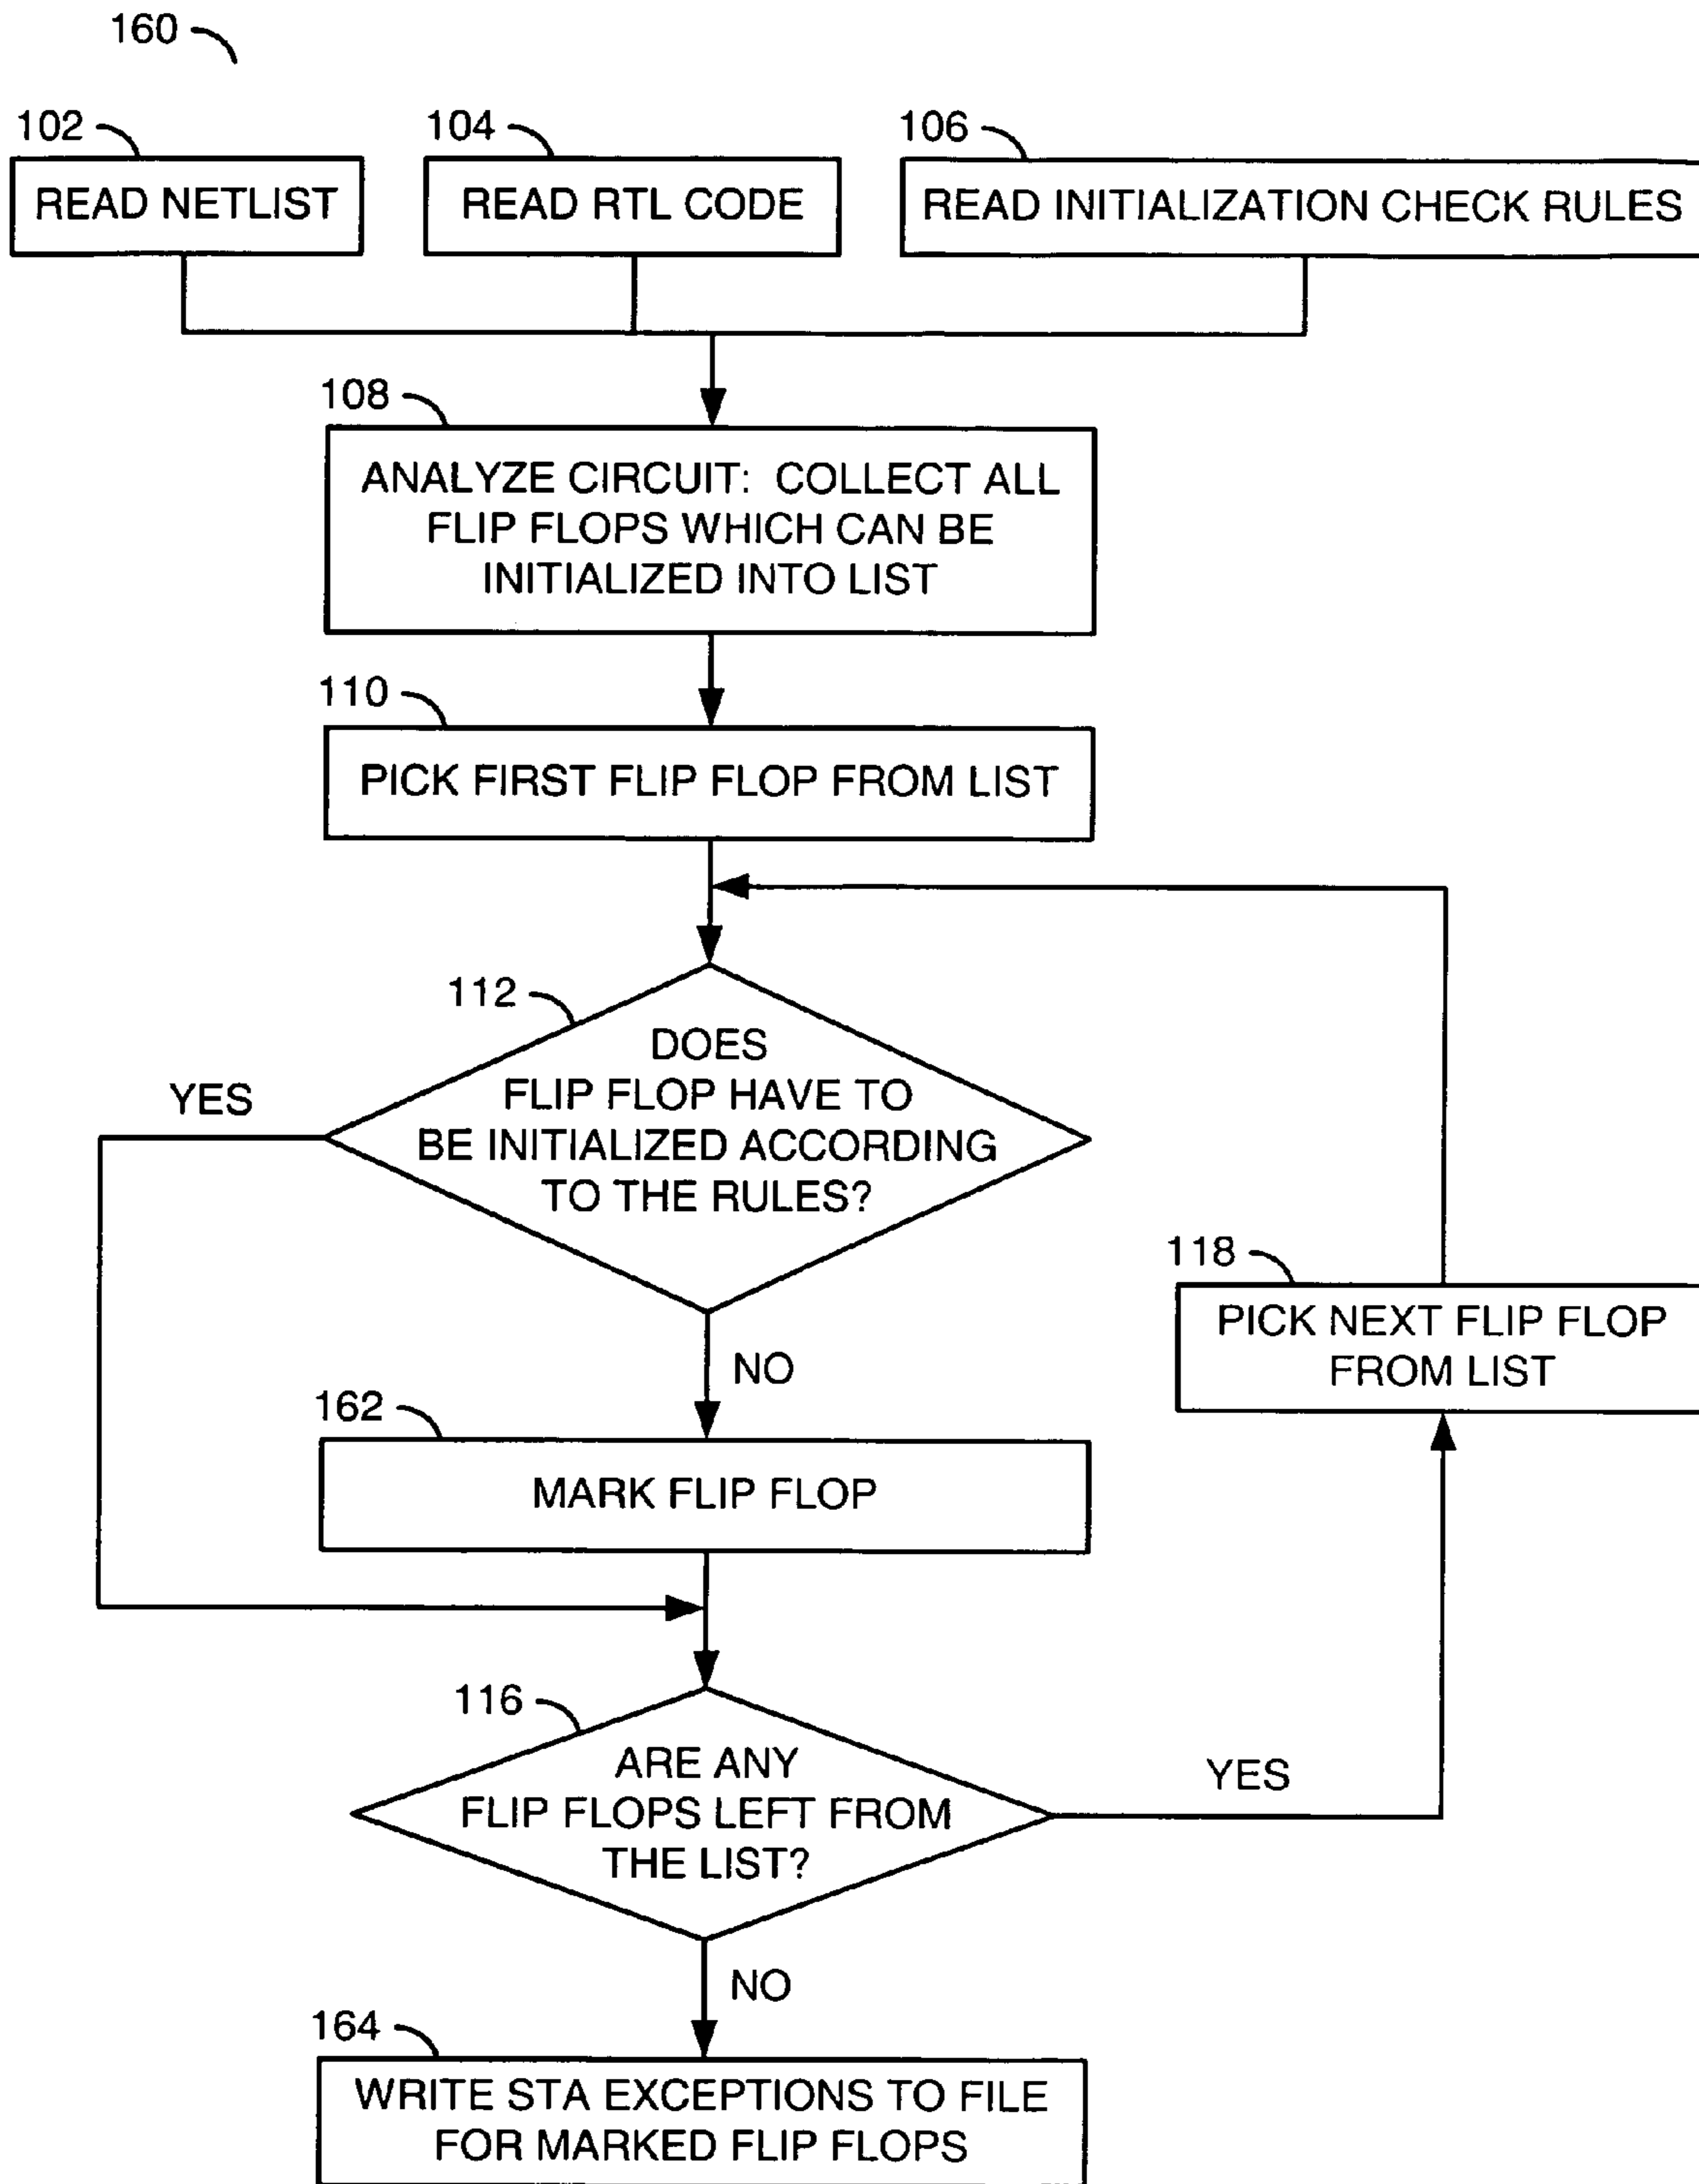 160
102
READ NETLIST
104
READ RTL CODE
106
READ INITIALIZATION CHECK RULES
108
ANALYZE CIRCUIT: COLLECT ALL
FLIP FLOPS WHICH CAN BE
INITIALIZED INTO LIST
110
PICK FIRST FLIP FLOP FROM LIST
112
DOES
FLIP FLOP HAVE TO
BE INITIALIZED ACCORDING
TO THE RULES?
YES
NO
118
PICK NEXT FLIP FLOP
FROM LIST
162
MARK FLIP FLOP
116
ARE ANY
FLIP FLOPS LEFT FROM
THE LIST?
YES
NO
164
WRITE STA EXCEPTIONS TO FILE
FOR MARKED FLIP FLOPS